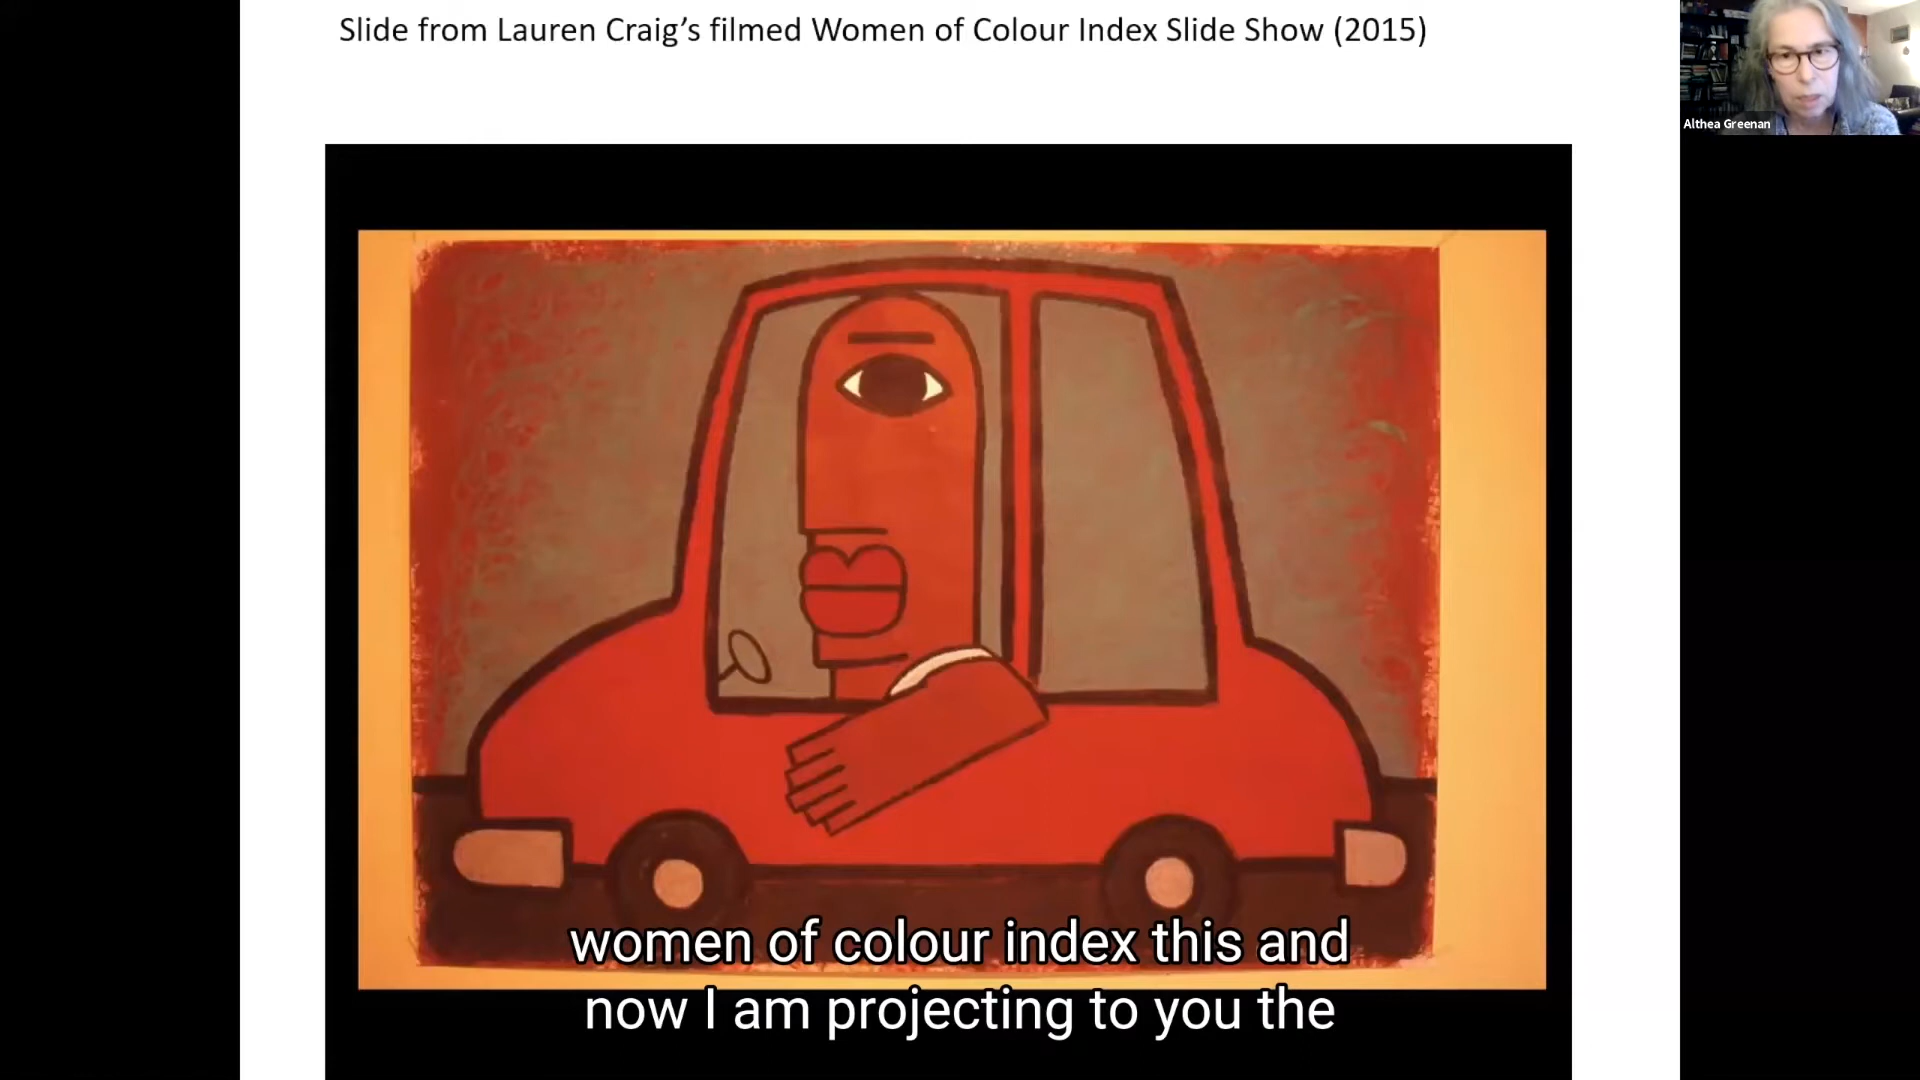 Slide from Lauren Craig’s filmed Women of Colour Index Slide Show (2015)
Althea Greenan
women of colour index this and
now I am projecting to you the